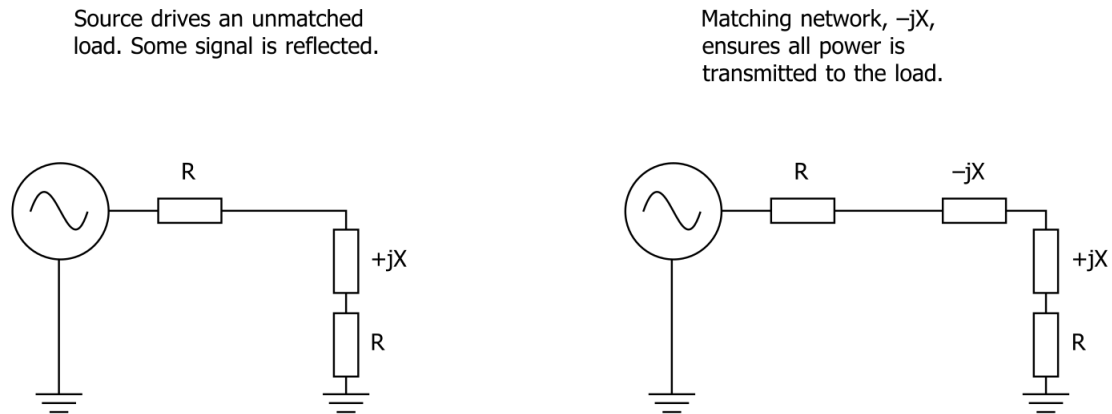 Source drives an unmatched
load. Some signal is reflected.
R
+jX
R
Matching network, –jX,
ensures all power is
transmitted to the load.
R
–jX
+jX
R